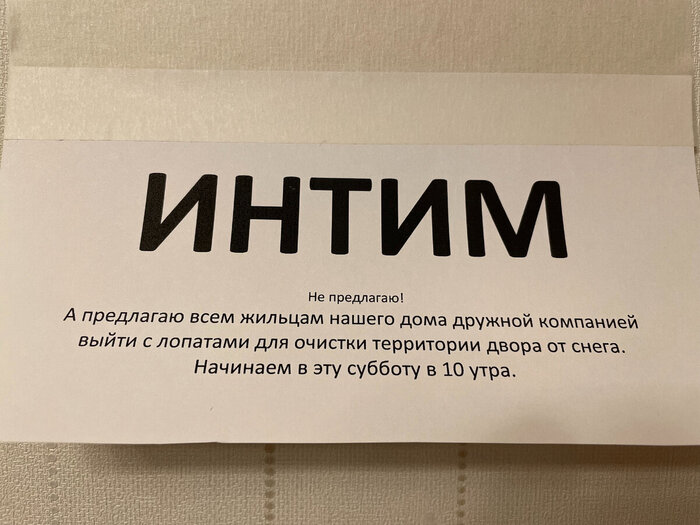 ИНТИМ
Не предлагаю!
А предлагаю всем жильцам нашего дома дружной компанией
выйти с лопатами для очистки территории двора от снега.
Начинаем в эту субботу в 10 утра.